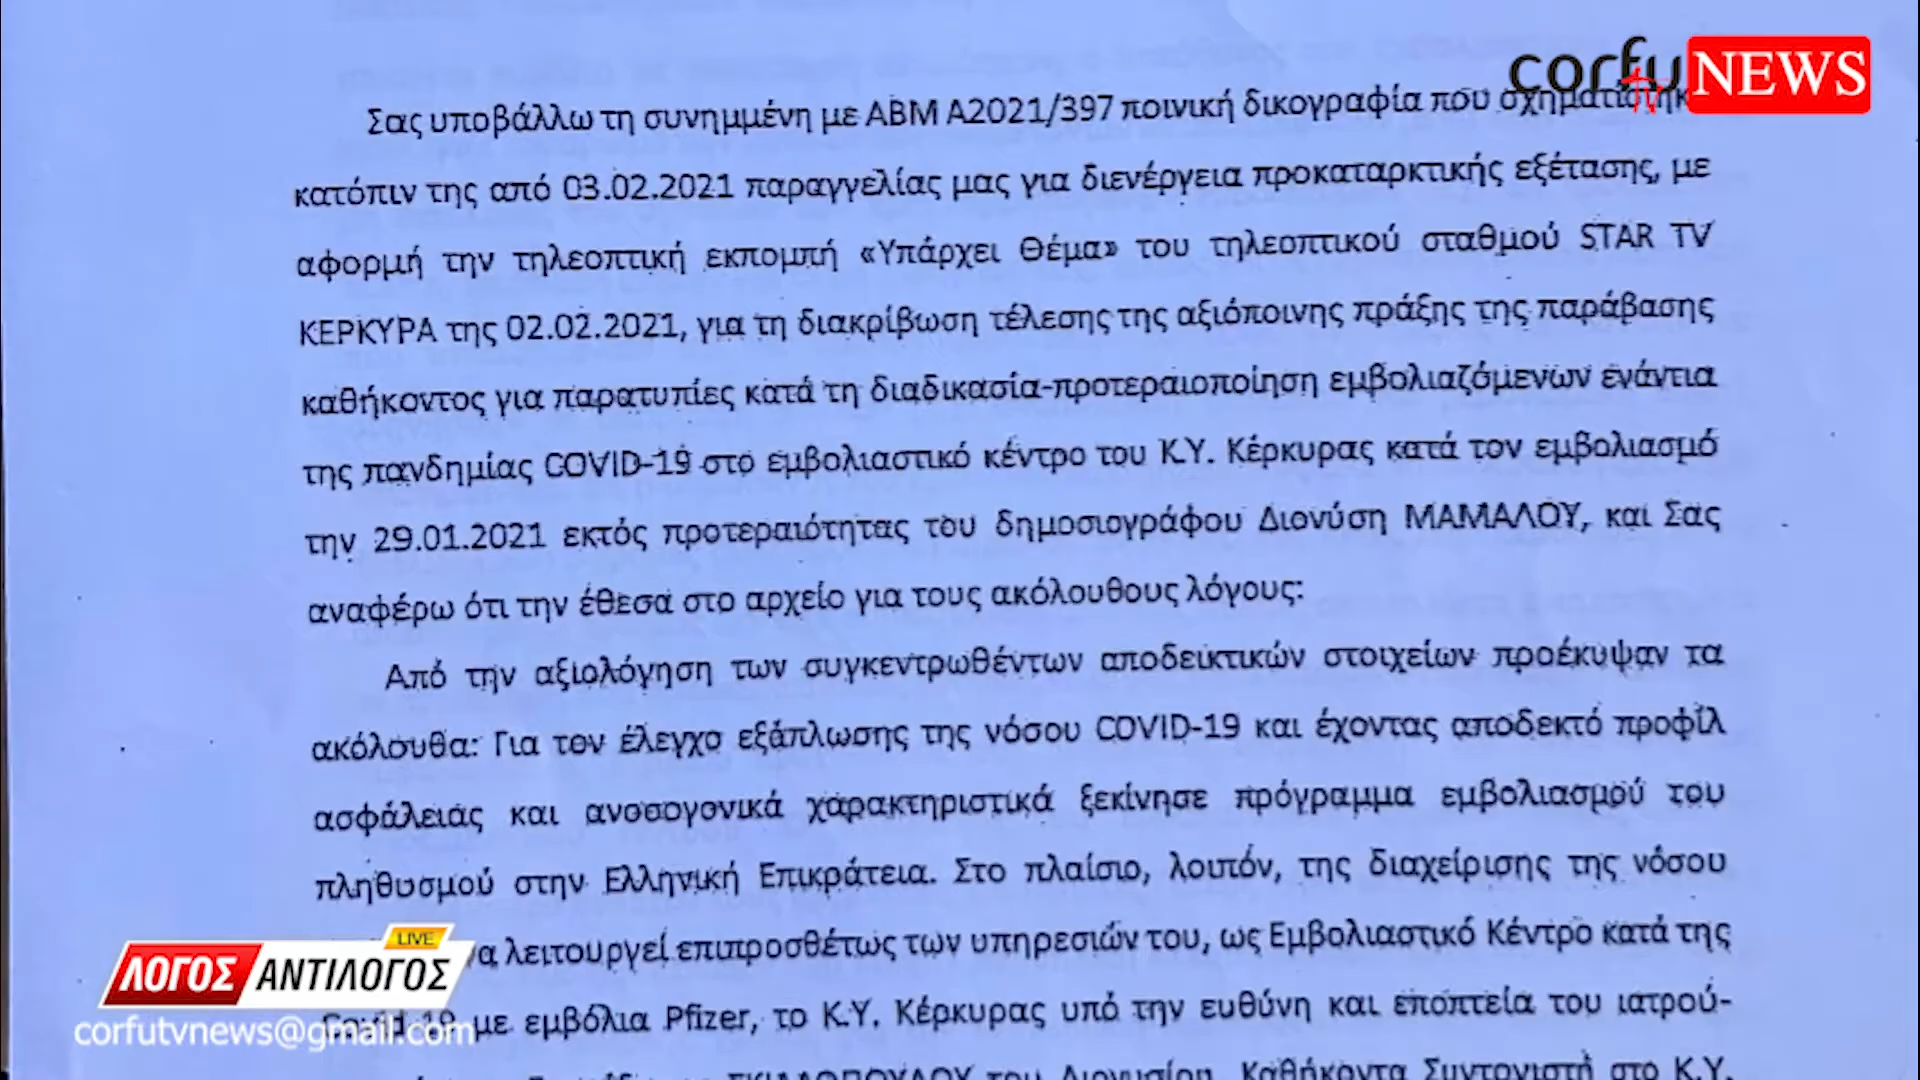 corfu tv NEWS
Σας υποβάλλω τη συνημμένη με ΑΒΜ Α2021/397 ποινική δικογραφία που σχηματίσθηκ
κατόπιν της από 03.02.2021 παραγγελίας μας για διενέργεια προκαταρκτικής εξέτασης, με
αφορμή την τηλεοπτική εκπομπή «Υπάρχει Θέμα» του τηλεοπτικού σταθμού STAR TV
ΚΕΡΚΥΡΑ της 02.02.2021, για τη διακρίβωση τέλεσης της αξιόποινης πράξης της παράβασης
καθήκοντος για παρατυπίες κατά τη διαδικασία-προτεραιοποίηση εμβολιαζόμενων ενάντια
της πανδημίας COVID-19 στο εμβολιαστικό κέντρο του Κ.Υ. Κέρκυρας κατά τον εμβολιασμό
την 29.01.2021 εκτός προτεραιότητας του δημοσιογράφου Διονύση ΜΑΜΑΛΟΥ, και Σας
αναφέρω ότι την έθεσα στο αρχείο για τους ακόλουθους λόγους:
Από την αξιολόγηση των συγκεντρωθέντων αποδεικτικών στοιχείων προέκυψαν τα
ακόλουθα: Για τον έλεγχο εξάπλωσης της νόσου COVID-19 και έχοντας αποδεκτό προφίλ
ασφάλειας και ανοσογονικά χαρακτηριστικά ξεκίνησε πρόγραμμα εμβολιασμού του
πληθυσμού στην Ελληνική Επικράτεια. Στο πλαίσιο, λοιπόν, της διαχείρισης της νόσου
να λειτουργεί επιπροσθέτως των υπηρεσιών του, ως Εμβολιαστικό Κέντρο κατά της
Covid-19 με εμβόλια Pfizer, το Κ.Υ. Κέρκυρας υπό την ευθύνη και εποπτεία του ιατρού-
ΣΚΙΑΔΟΠΟΥΛΟΥ του Διονυσίου, Καθήκοντα Συντονιστή στο Κ.Υ.
LIVE
ΛΟΓΟΣ ΑΝΤΙΛΟΓΟΣ
corfutvnews@gmail.com